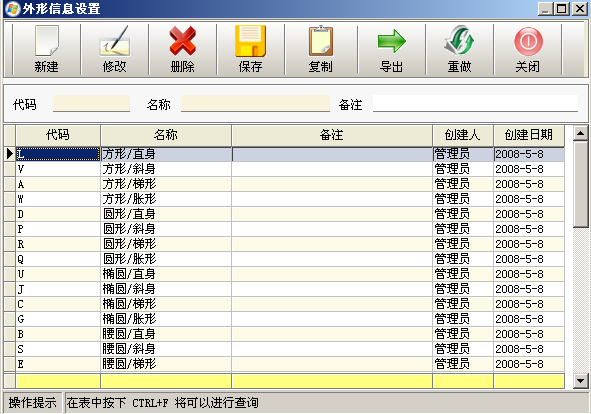 外形信息设置
新建 修改 删除 保存 复制 导出 重做 关闭
代码 名称 备注
代码 名称 备注 创建人 创建日期
L 方形/直身 管理员 2008-5-8
V 方形/斜身 管理员 2008-5-8
A 方形/梯形 管理员 2008-5-8
W 方形/胀形 管理员 2008-5-8
D 圆形/直身 管理员 2008-5-8
P 圆形/斜身 管理员 2008-5-8
R 圆形/梯形 管理员 2008-5-8
Q 圆形/胀形 管理员 2008-5-8
U 椭圆/直身 管理员 2008-5-8
J 椭圆/斜身 管理员 2008-5-8
C 椭圆/梯形 管理员 2008-5-8
G 椭圆/胀形 管理员 2008-5-8
B 腰圆/直身 管理员 2008-5-8
S 腰圆/斜身 管理员 2008-5-8
E 腰圆/梯形 管理员 2008-5-8
操作提示 在表中按下 CTRL+F 将可以进行查询